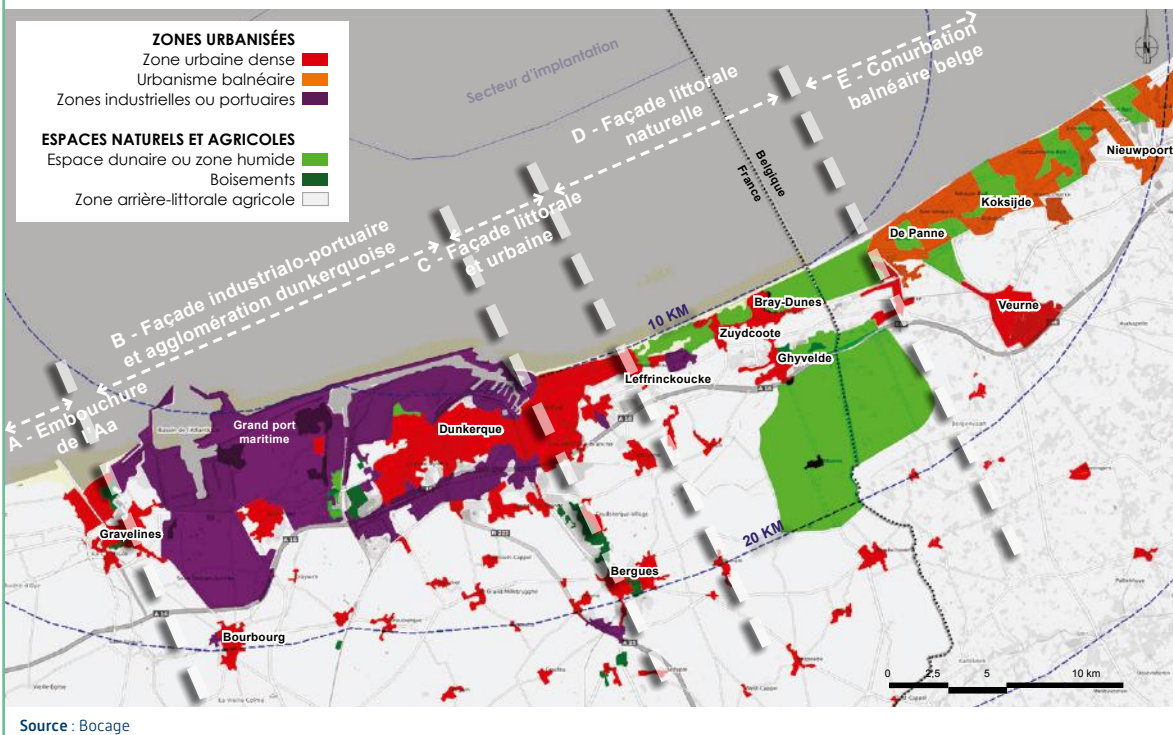 ZONES URBANISÉES
Zone urbaine dense
Urbanisme balnéaire
Zones industrielles ou portuaires
ESPACES NATURELS ET AGRICOLES
Espace dunaire ou zone humide
Boisements
Zone arrière-littorale agricole
Secteur d'implantation
N
A - Embouchure
de l'Aa
B - Façade industrialo-portuaire
et agglomération dunkerquoise
C - Façade littorale
et urbaine
D - Façade littorale
naturelle
E - Conurbation
balnéaire belge
Belgique
France
Nieuwpoort
Koksijde
De Panne
Veurne
Bray-Dunes
10 KM
Zuydcoote
Ghyvelde
Leffrinckoucke
Grand port
maritime
Dunkerque
Gravelines
20 KM
Bergues
Bourbourg
A 16
A 16
A 25
0 2,5 5 10 km
Source : Bocage